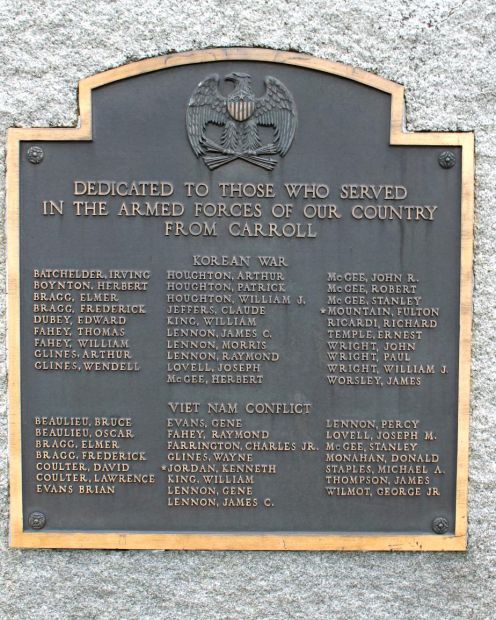 DEDICATED TO THOSE WHO SERVED
IN THE ARMED FORCES OF OUR COUNTRY
FROM CARROLL
KOREAN WAR
BATCHELDER, IRVING
BOYNTON, HERBERT
BRAGG, ELMER
BRAGG, FREDERICK
DUBEY, EDWARD
FAHEY, THOMAS
FAHEY, WILLIAM
GLINES, ARTHUR
GLINES, WENDELL
HOUGHTON, ARTHUR
HOUGHTON, PATRICK
HOUGHTON, WILLIAM J.
JEFFERS, CLAUDE
KING, WILLIAM
LENNON, JAMES C.
LENNON, MORRIS
LENNON, RAYMOND
LOVELL, JOSEPH
McGEE, HERBERT
McGEE, JOHN R.
McGEE, ROBERT
McGEE, STANLEY
*MOUNTAIN, FULTON
RICARDI, RICHARD
TEMPLE, ERNEST
WRIGHT, JOHN
WRIGHT, PAUL
WRIGHT, WILLIAM J.
WORSLEY, JAMES
VIET NAM CONFLICT
BEAULIEU, BRUCE
BEAULIEU, OSCAR
BRAGG, ELMER
BRAGG, FREDERICK
COULTER, DAVID
COULTER, LAWRENCE
EVANS BRIAN
EVANS, GENE
FAHEY, RAYMOND
FARRINGTON, CHARLES JR.
GLINES, WAYNE
*JORDAN, KENNETH
KING, WILLIAM
LENNON, GENE
LENNON, JAMES C.
LENNON, PERCY
LOVELL, JOSEPH M.
McGEE, STANLEY
MONAHAN, DONALD
STAPLES, MICHAEL A.
THOMPSON, JAMES
WILMOT, GEORGE JR